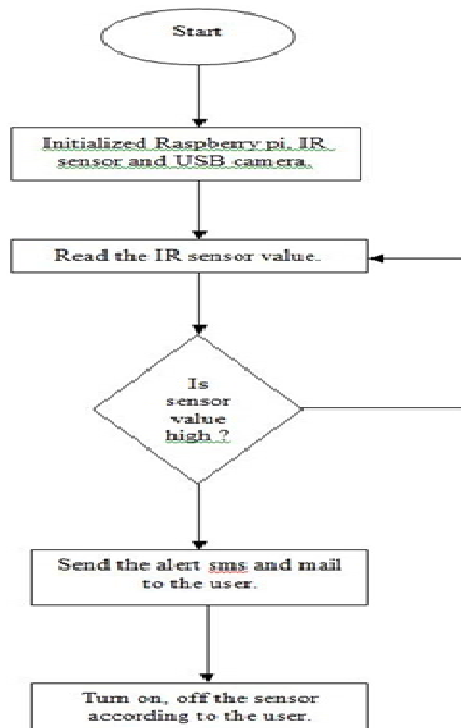 Start
Initialized Raspberry pi, IR
sensor and USB camera.
Read the IR sensor value.
Is
sensor
value
high ?
Send the alert sms and mail
to the user.
Turn on, off the sensor
according to the user.